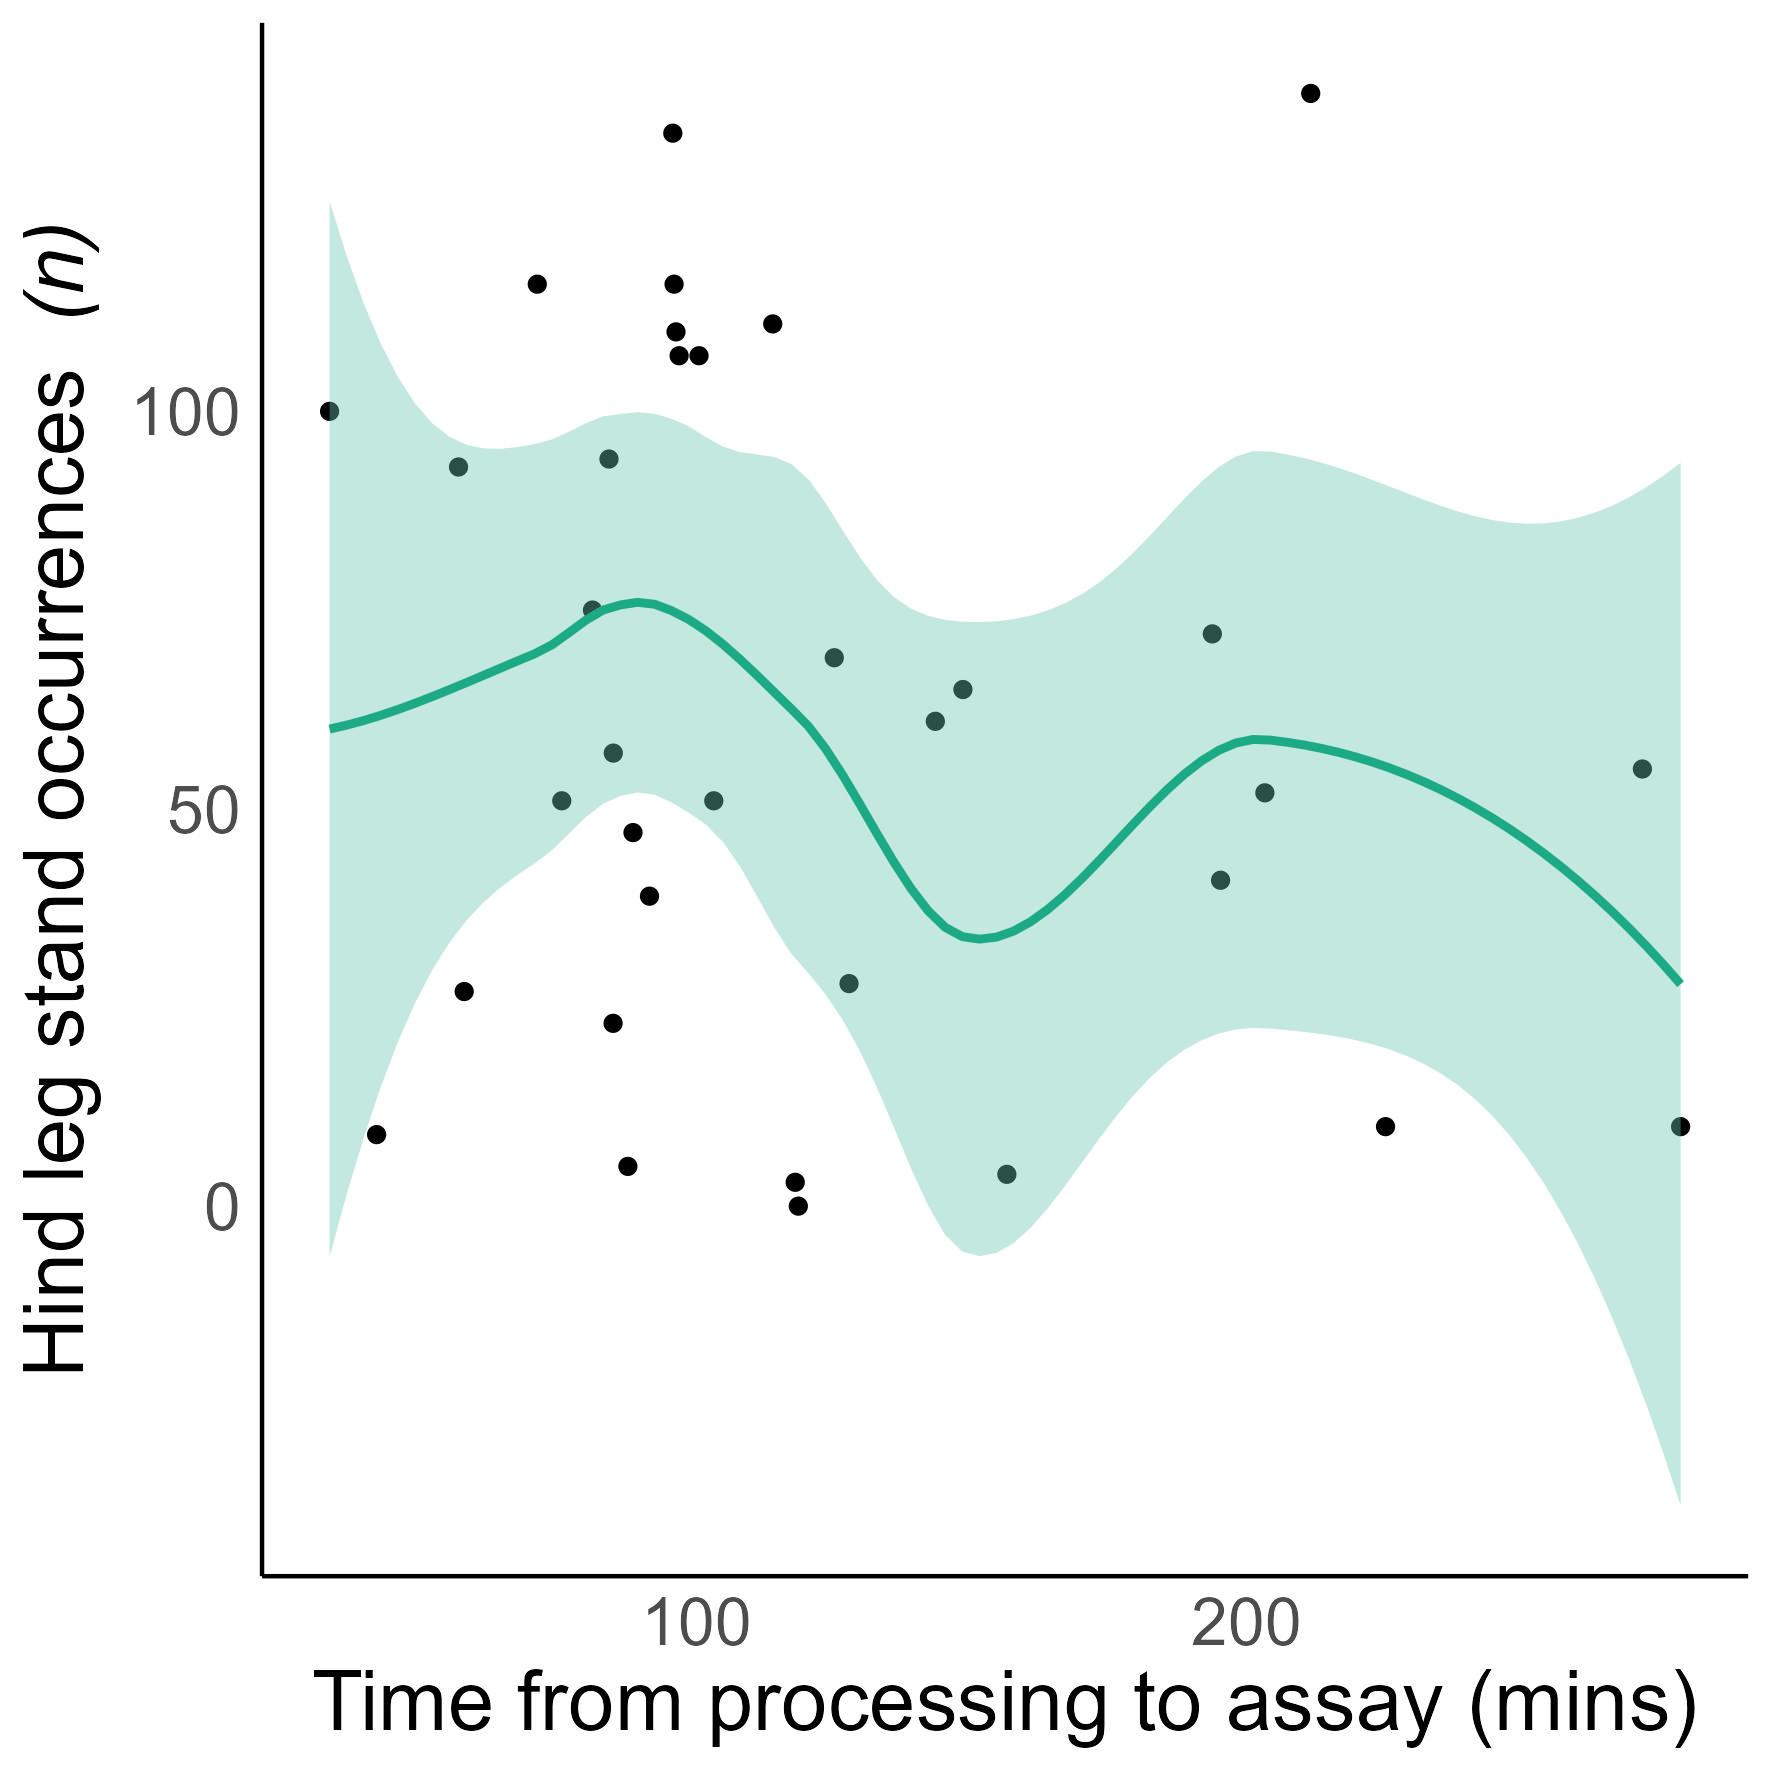 Hind leg stand occurrences (n)
100
50
0
100
200
Time from processing to assay (mins)